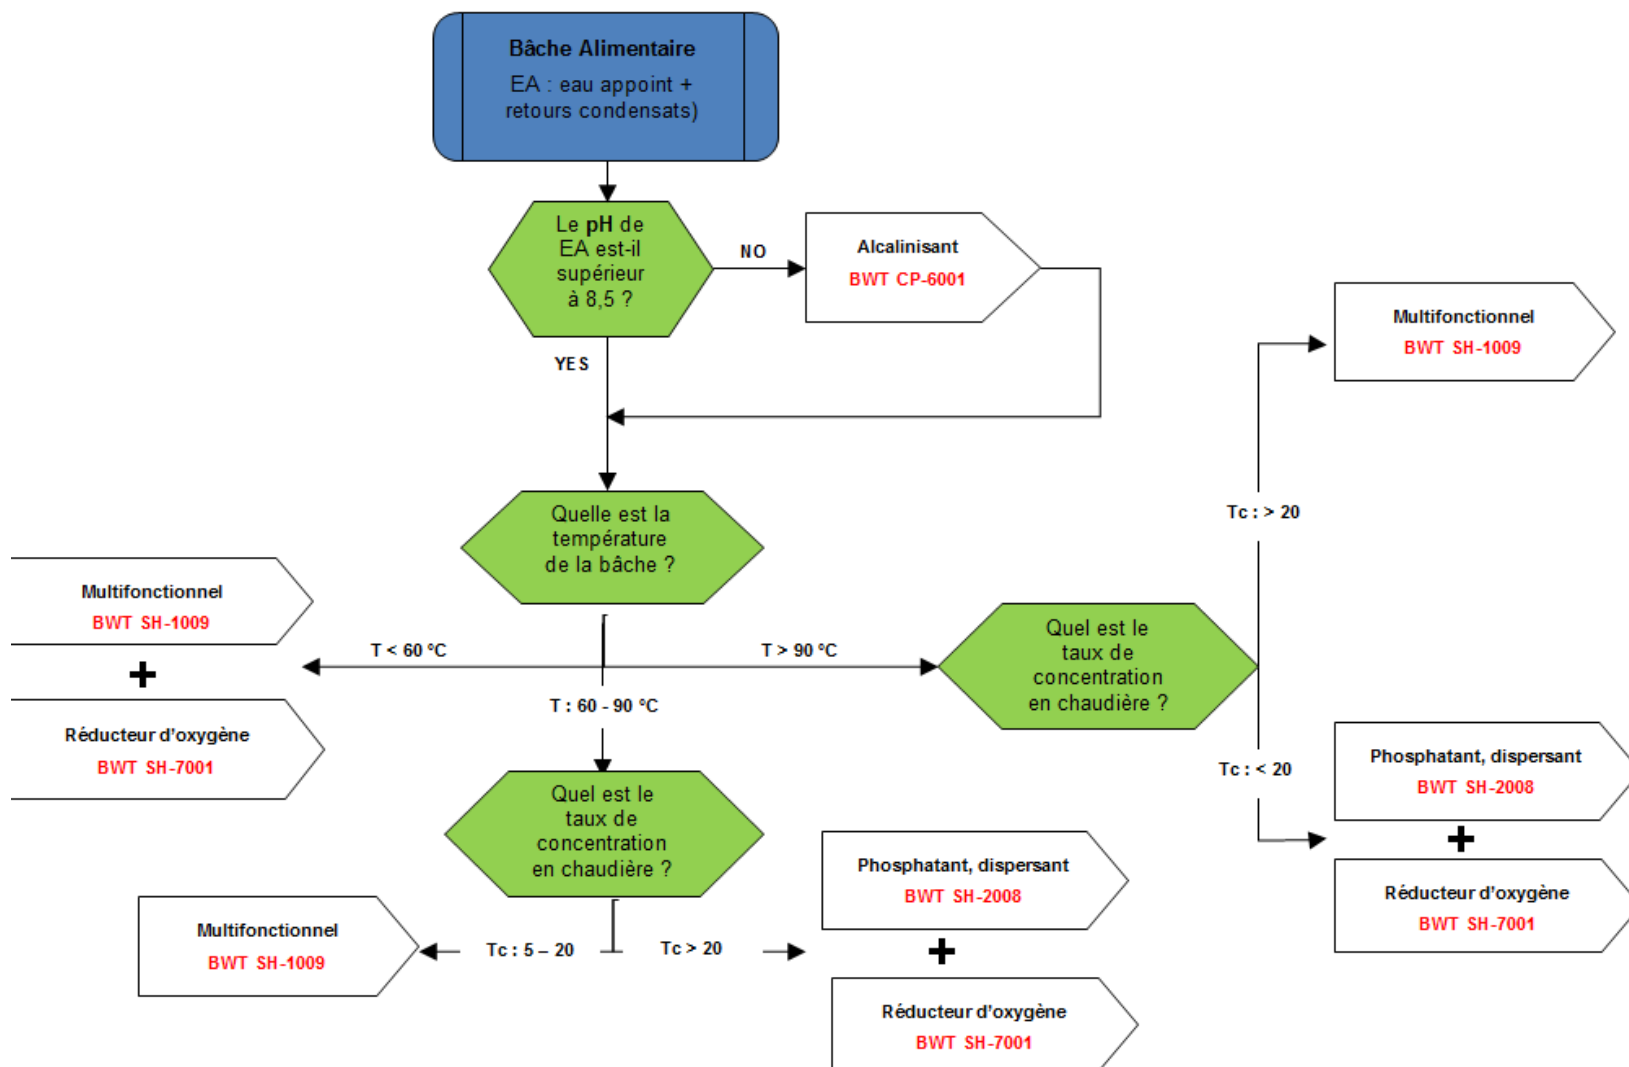 Bâche Alimentaire
EA : eau appoint +
retours condensats)
Le pH de
EA est-il
supérieur
à 8,5 ?
NO
Alcalinisant
BWT CP-6001
YES
Multifonctionnel
BWT SH-1009
Tc : > 20
Quelle est la
température
de la bâche ?
Multifonctionnel
BWT SH-1009
+
Réducteur d'oxygène
BWT SH-7001
T < 60 ºC
T > 90 ºC
T : 60 - 90 ºC
Quel est le
taux de
concentration
en chaudière ?
Tc : < 20
Phosphatant, dispersant
BWT SH-2008
+
Réducteur d'oxygène
BWT SH-7001
Quel est le
taux de
concentration
en chaudière ?
Multifonctionnel
BWT SH-1009
Tc : 5 – 20
Tc > 20
Phosphatant, dispersant
BWT SH-2008
+
Réducteur d'oxygène
BWT SH-7001